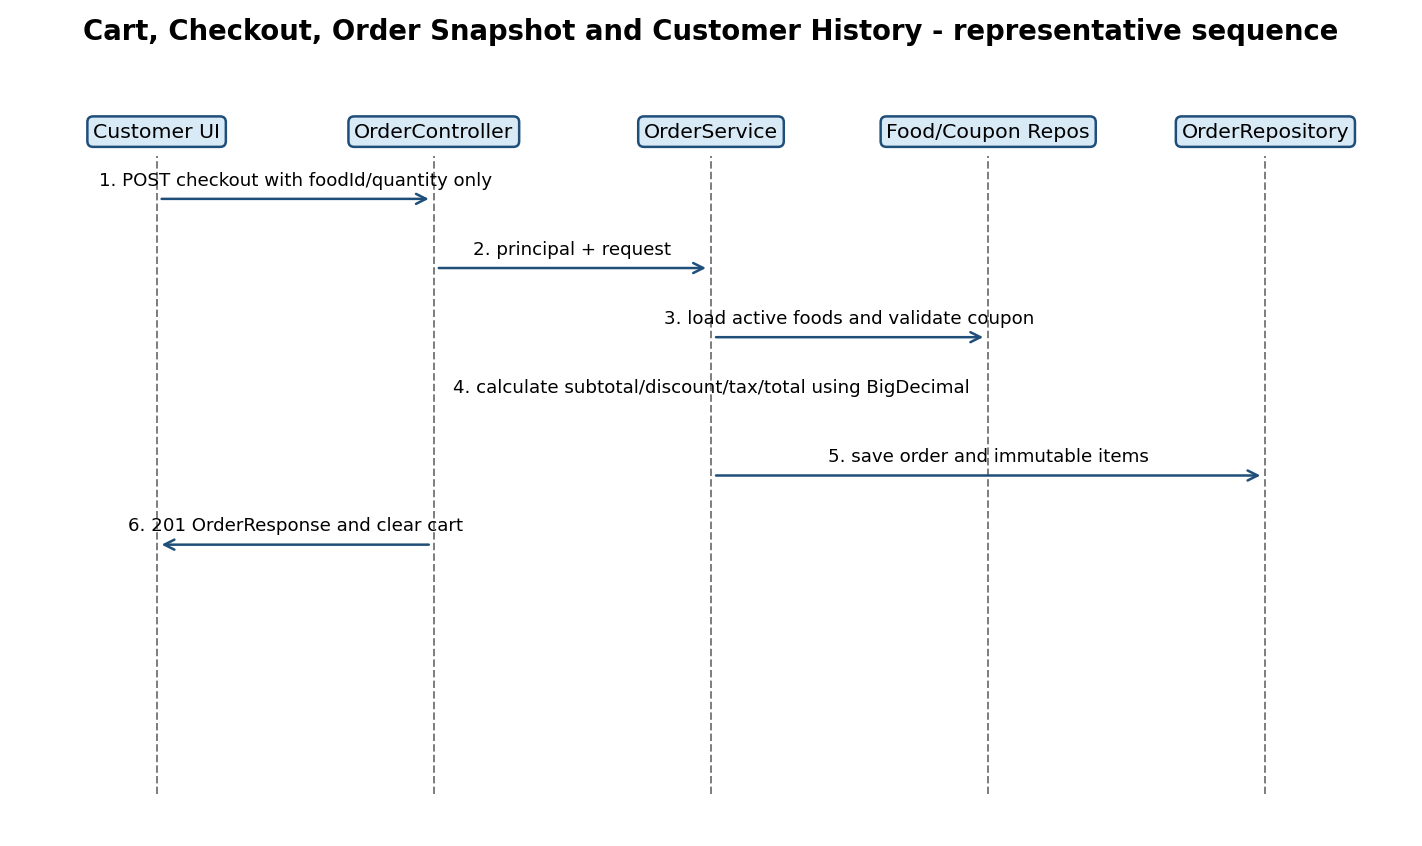 Cart, Checkout, Order Snapshot and Customer History - representative sequence
Customer UI
OrderController
OrderService
Food/Coupon Repos
OrderRepository
1. POST checkout with foodId/quantity only
2. principal + request
3. load active foods and validate coupon
4. calculate subtotal/discount/tax/total using BigDecimal
5. save order and immutable items
6. 201 OrderResponse and clear cart